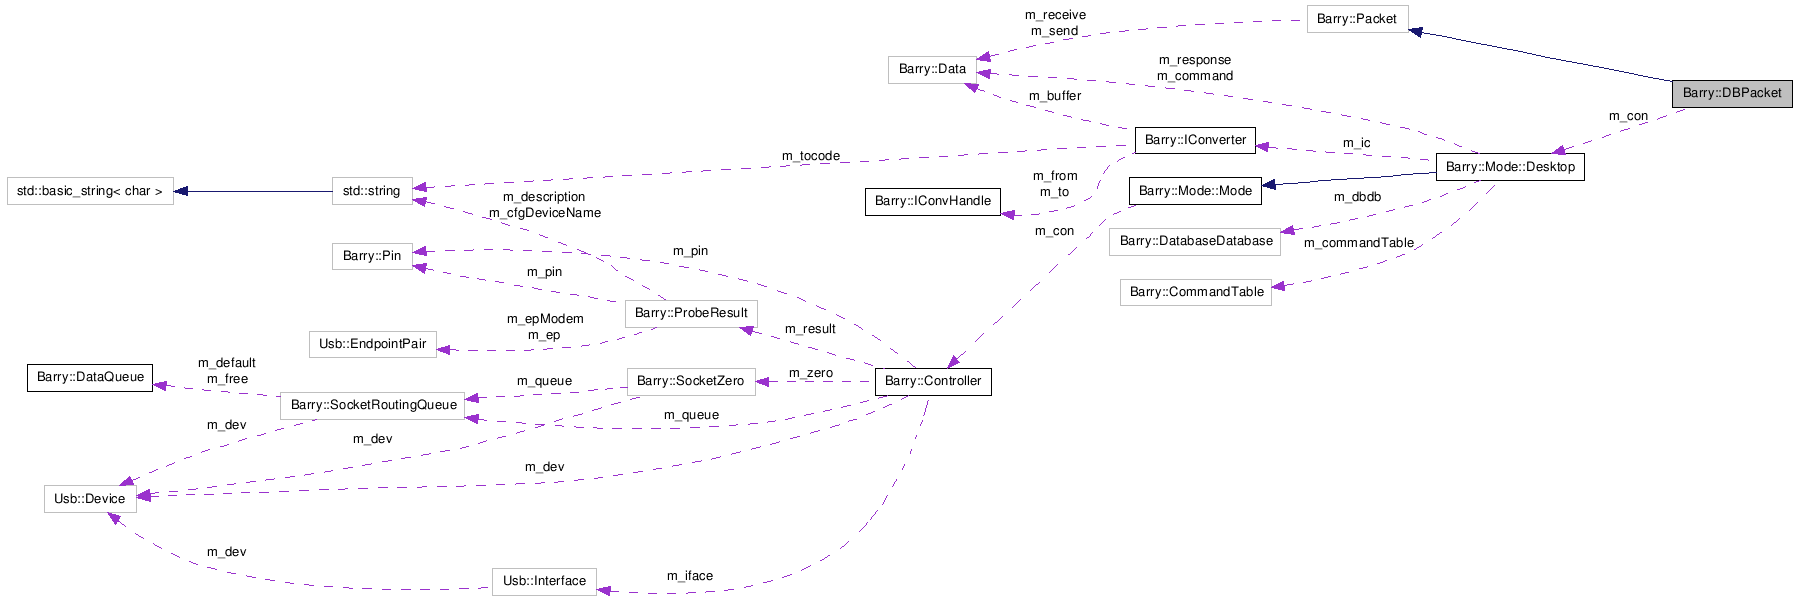 m_receive
m_send
Barry::Packet
Barry::Data
m_response
m_command
Barry::DBPacket
m_buffer
m_con
Barry::IConverter
m_ic
m_tocode
Barry::Mode::Desktop
std::basic_string< char >
std::string
m_description
m_cfgDeviceName
Barry::IConvHandle
m_from
m_to
Barry::Mode::Mode
m_dbdb
m_con
Barry::DatabaseDatabase
m_commandTable
Barry::Pin
m_pin
m_pin
Barry::CommandTable
Barry::ProbeResult
m_epModem
m_ep
m_result
Usb::EndpointPair
m_default
m_free
Barry::DataQueue
m_queue
Barry::SocketZero
m_zero
Barry::Controller
Barry::SocketRoutingQueue
m_queue
m_dev
m_dev
m_dev
Usb::Device
m_dev
Usb::Interface
m_iface